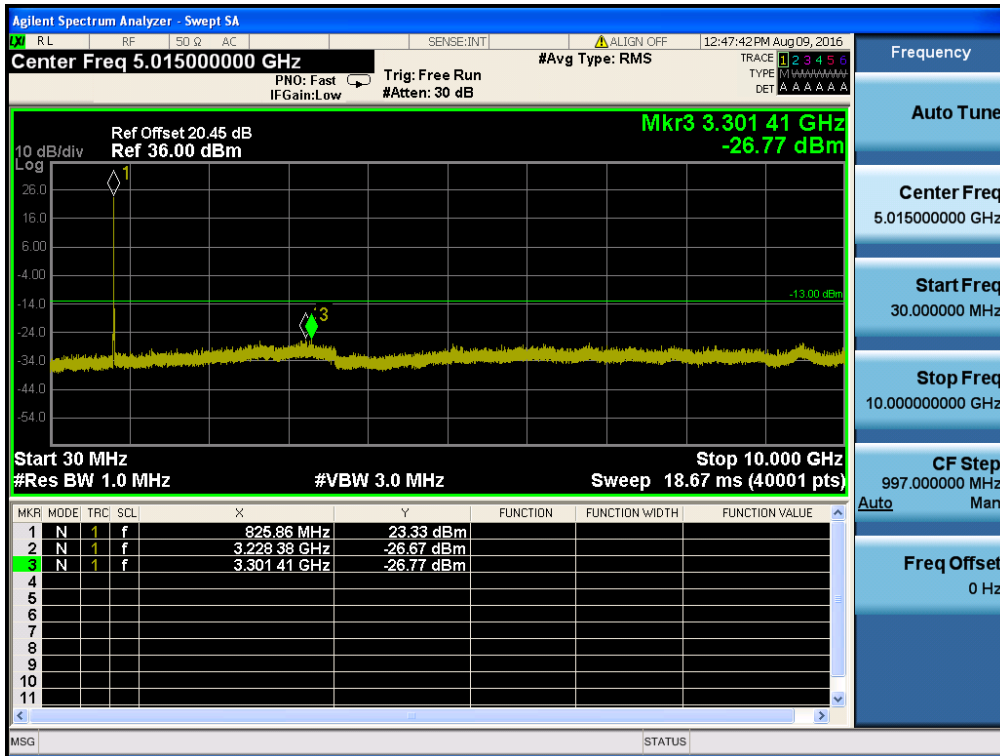 Agilent Spectrum Analyzer - Swept SA
LXI RL RF 50 Ω AC SENSE:INT ALIGN OFF 12:47:42 PM Aug 09, 2016
Center Freq 5.015000000 GHz
#Avg Type: RMS
TRACE 1 2 3 4 5 6
PNO: Fast Trig: Free Run
TYPE M WWWWW
IFGain:Low #Atten: 30 dB
DET A A A A A A
Mkr3 3.301 41 GHz
-26.77 dBm
Ref Offset 20.45 dB
10 dB/div Ref 36.00 dBm
Log
1
26.0
16.0
6.00
-4.00
-13.00 dBm
-14.0
3
-24.0
-34.0
-44.0
-54.0
Start 30 MHz Stop 10.000 GHz
#Res BW 1.0 MHz #VBW 3.0 MHz Sweep 18.67 ms (40001 pts)
MKR MODE TRC SCL X Y FUNCTION FUNCTION WIDTH FUNCTION VALUE
1 N 1 f 825.86 MHz 23.33 dBm
2 N 1 f 3.228 38 GHz -26.67 dBm
3 N 1 f 3.301 41 GHz -26.77 dBm
4
5
6
7
8
9
10
11
MSG STATUS
Frequency
Auto Tune
Center Freq
5.015000000 GHz
Start Freq
30.000000 MHz
Stop Freq
10.000000000 GHz
CF Step
997.000000 MHz
Auto Man
Freq Offset
0 Hz